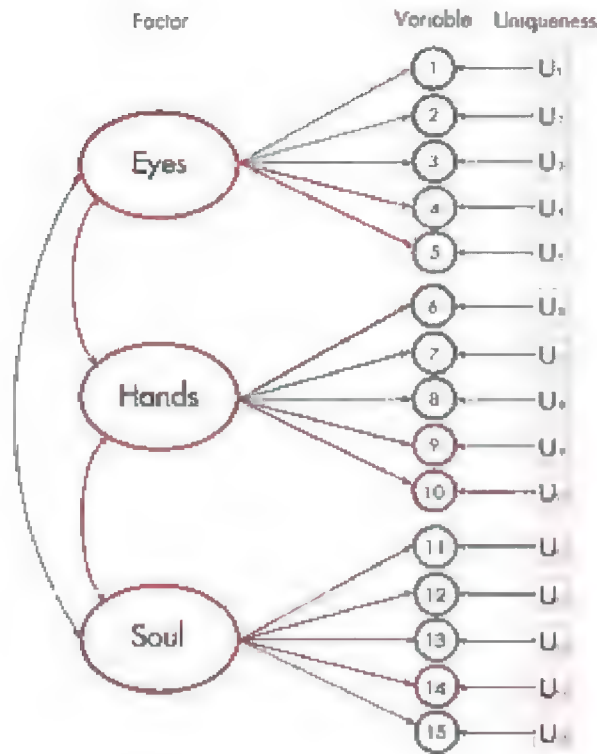 Factor Variable Uniqueness
1 U₁
2 U
Eyes 3 U
4 U
5 U
6 U
7 U
Hands 8 U
9 U
10 U
11 U
12 U
Soul 13 U
14 U
15 U